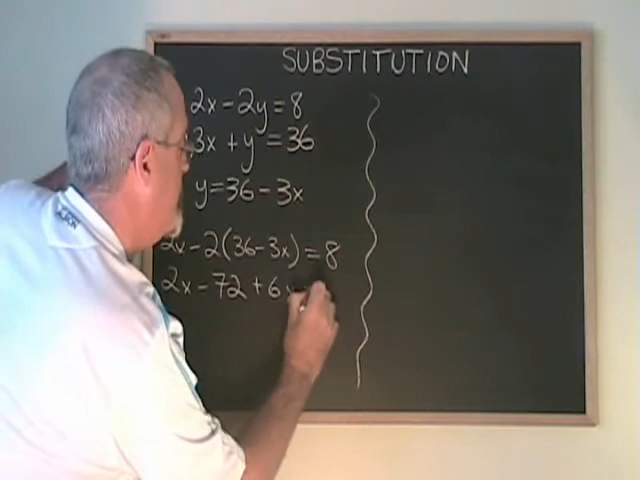 SUBSTITUTION
2x-2y=8
3x+y=36
y=36-3x
2x-2(36-3x)=8
2x-72+6x